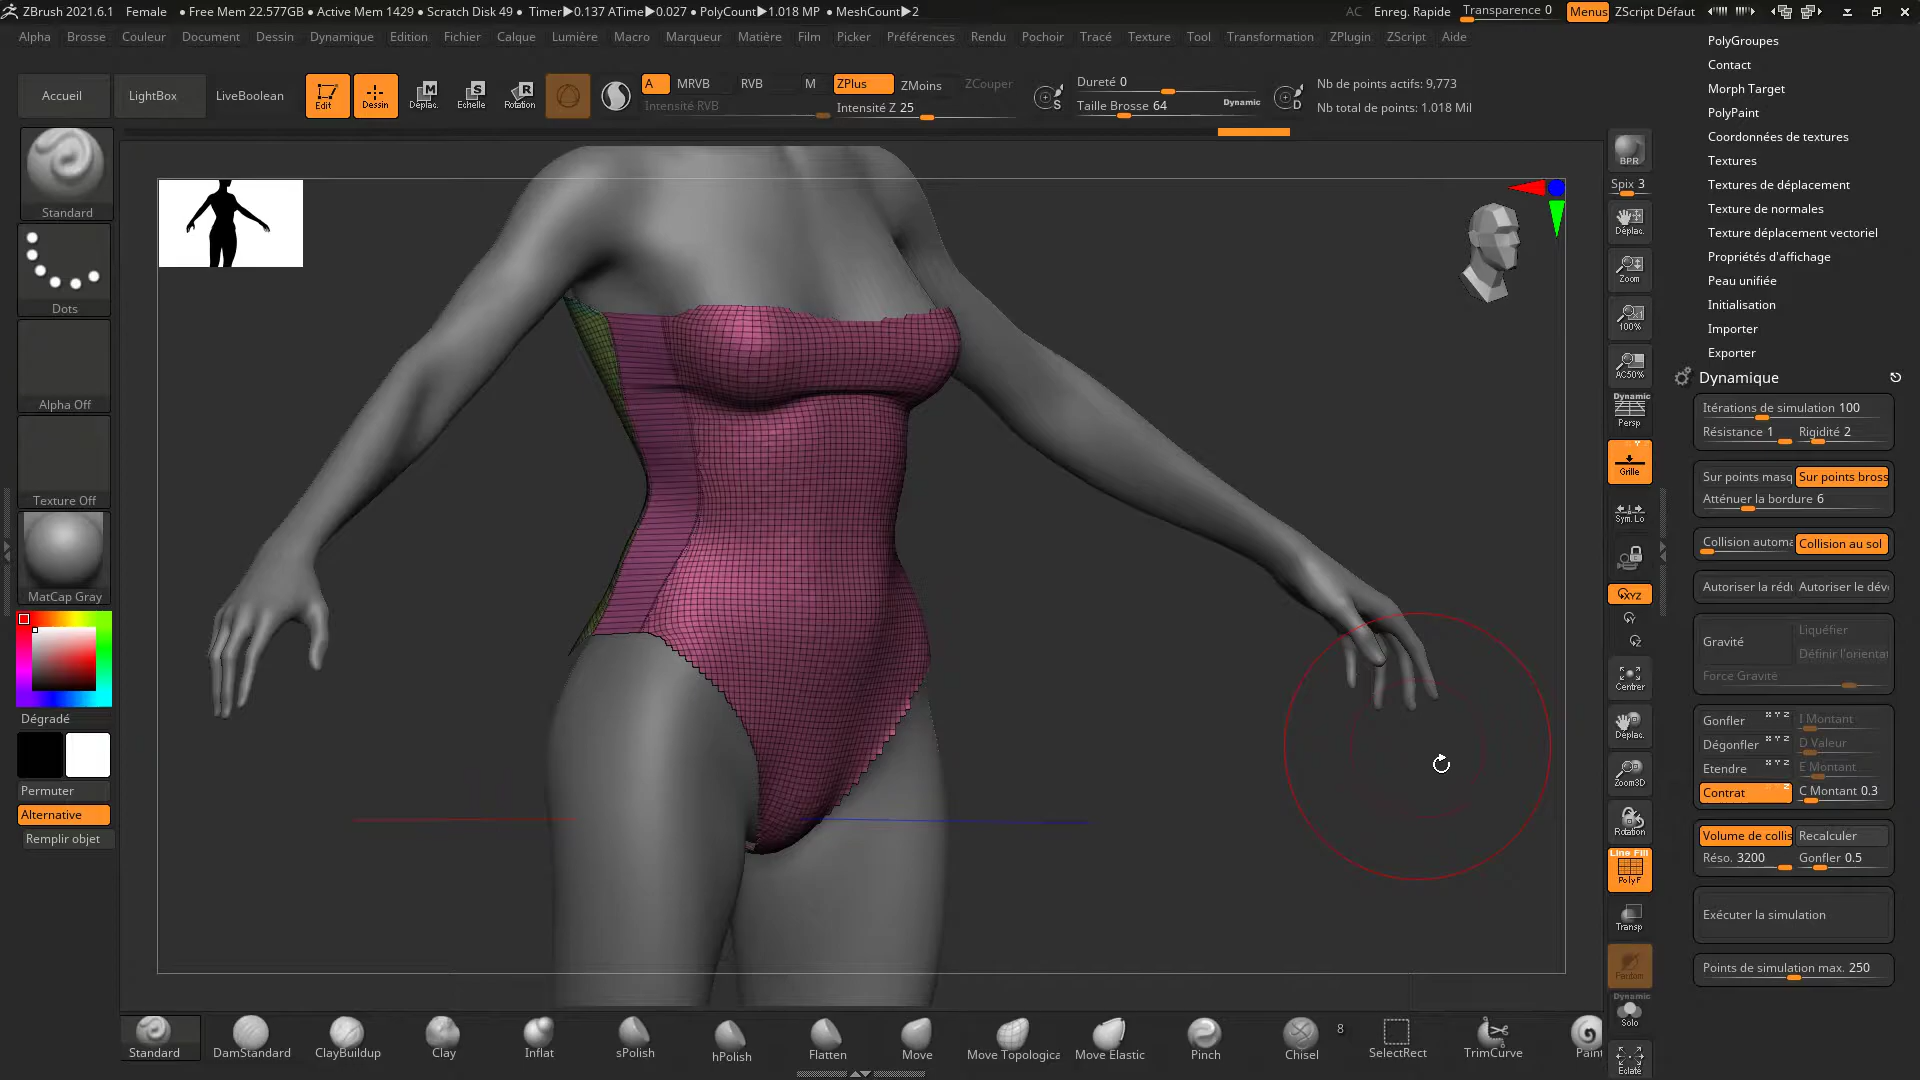 ZBrush 2021.6.1 Female • Free Mem 22.577GB • Active Mem 1429 • Scratch Disk 49 • Timer▶0.137 ATime▶0.027 • PolyCount▶1.018 MP • MeshCount▶2
AC Enreg. Rapide Transparence 0 Menus ZScript Défaut
Alpha Brosse Couleur Document Dessin Dynamique Edition Fichier Calque Lumière Macro Marqueur Matière Film Picker Préférences Rendu Pochoir Tracé Texture Tool Transformation ZPlugin ZScript Aide
Accueil LightBox LiveBoolean
Edit Dessin Déplac. Echelle Rotation
A MRVB RVB M ZPlus ZMoins ZCouper
Intensité RVB Intensité Z 25
Dureté 0
Taille Brosse 64 Dynamic
S D
Nb de points actifs: 9,773
Nb total de points: 1.018 Mil
Standard
Dots
Alpha Off
Texture Off
MatCap Gray
Dégradé
Permuter
Alternative
Remplir objet
BPR
Spix 3
Déplac.
Zoom
100%
AC50%
Dynamic
Persp
Grille
Sym. Lo
XYZ
Centrer
Déplac.
Zoom3D
Rotation
Line Fill
PolyF
Transp
Fantom
Dynamic
Solo
Eclaté
PolyGroupes
Contact
Morph Target
PolyPaint
Coordonnées de textures
Textures
Textures de déplacement
Texture de normales
Texture déplacement vectoriel
Propriétés d'affichage
Peau unifiée
Initialisation
Importer
Exporter
Dynamique
Itérations de simulation 100
Résistance 1 Rigidité 2
Sur points masq Sur points bross
Atténuer la bordure 6
Collision automa Collision au sol
Autoriser la rédu Autoriser le déve
Gravité Liquéfier
Définir l'orientat
Force Gravité
Gonfler X Y Z I Montant
Dégonfler X Y Z D Valeur
Etendre X Y Z E Montant
Contrat C Montant 0.3
Volume de collis Recalculer
Réso. 3200 Gonfler 0.5
Exécuter la simulation
Points de simulation max. 250
Standard DamStandard ClayBuildup Clay Inflat sPolish hPolish Flatten Move Move Topologica Move Elastic Pinch Chisel 8 SelectRect TrimCurve Paint